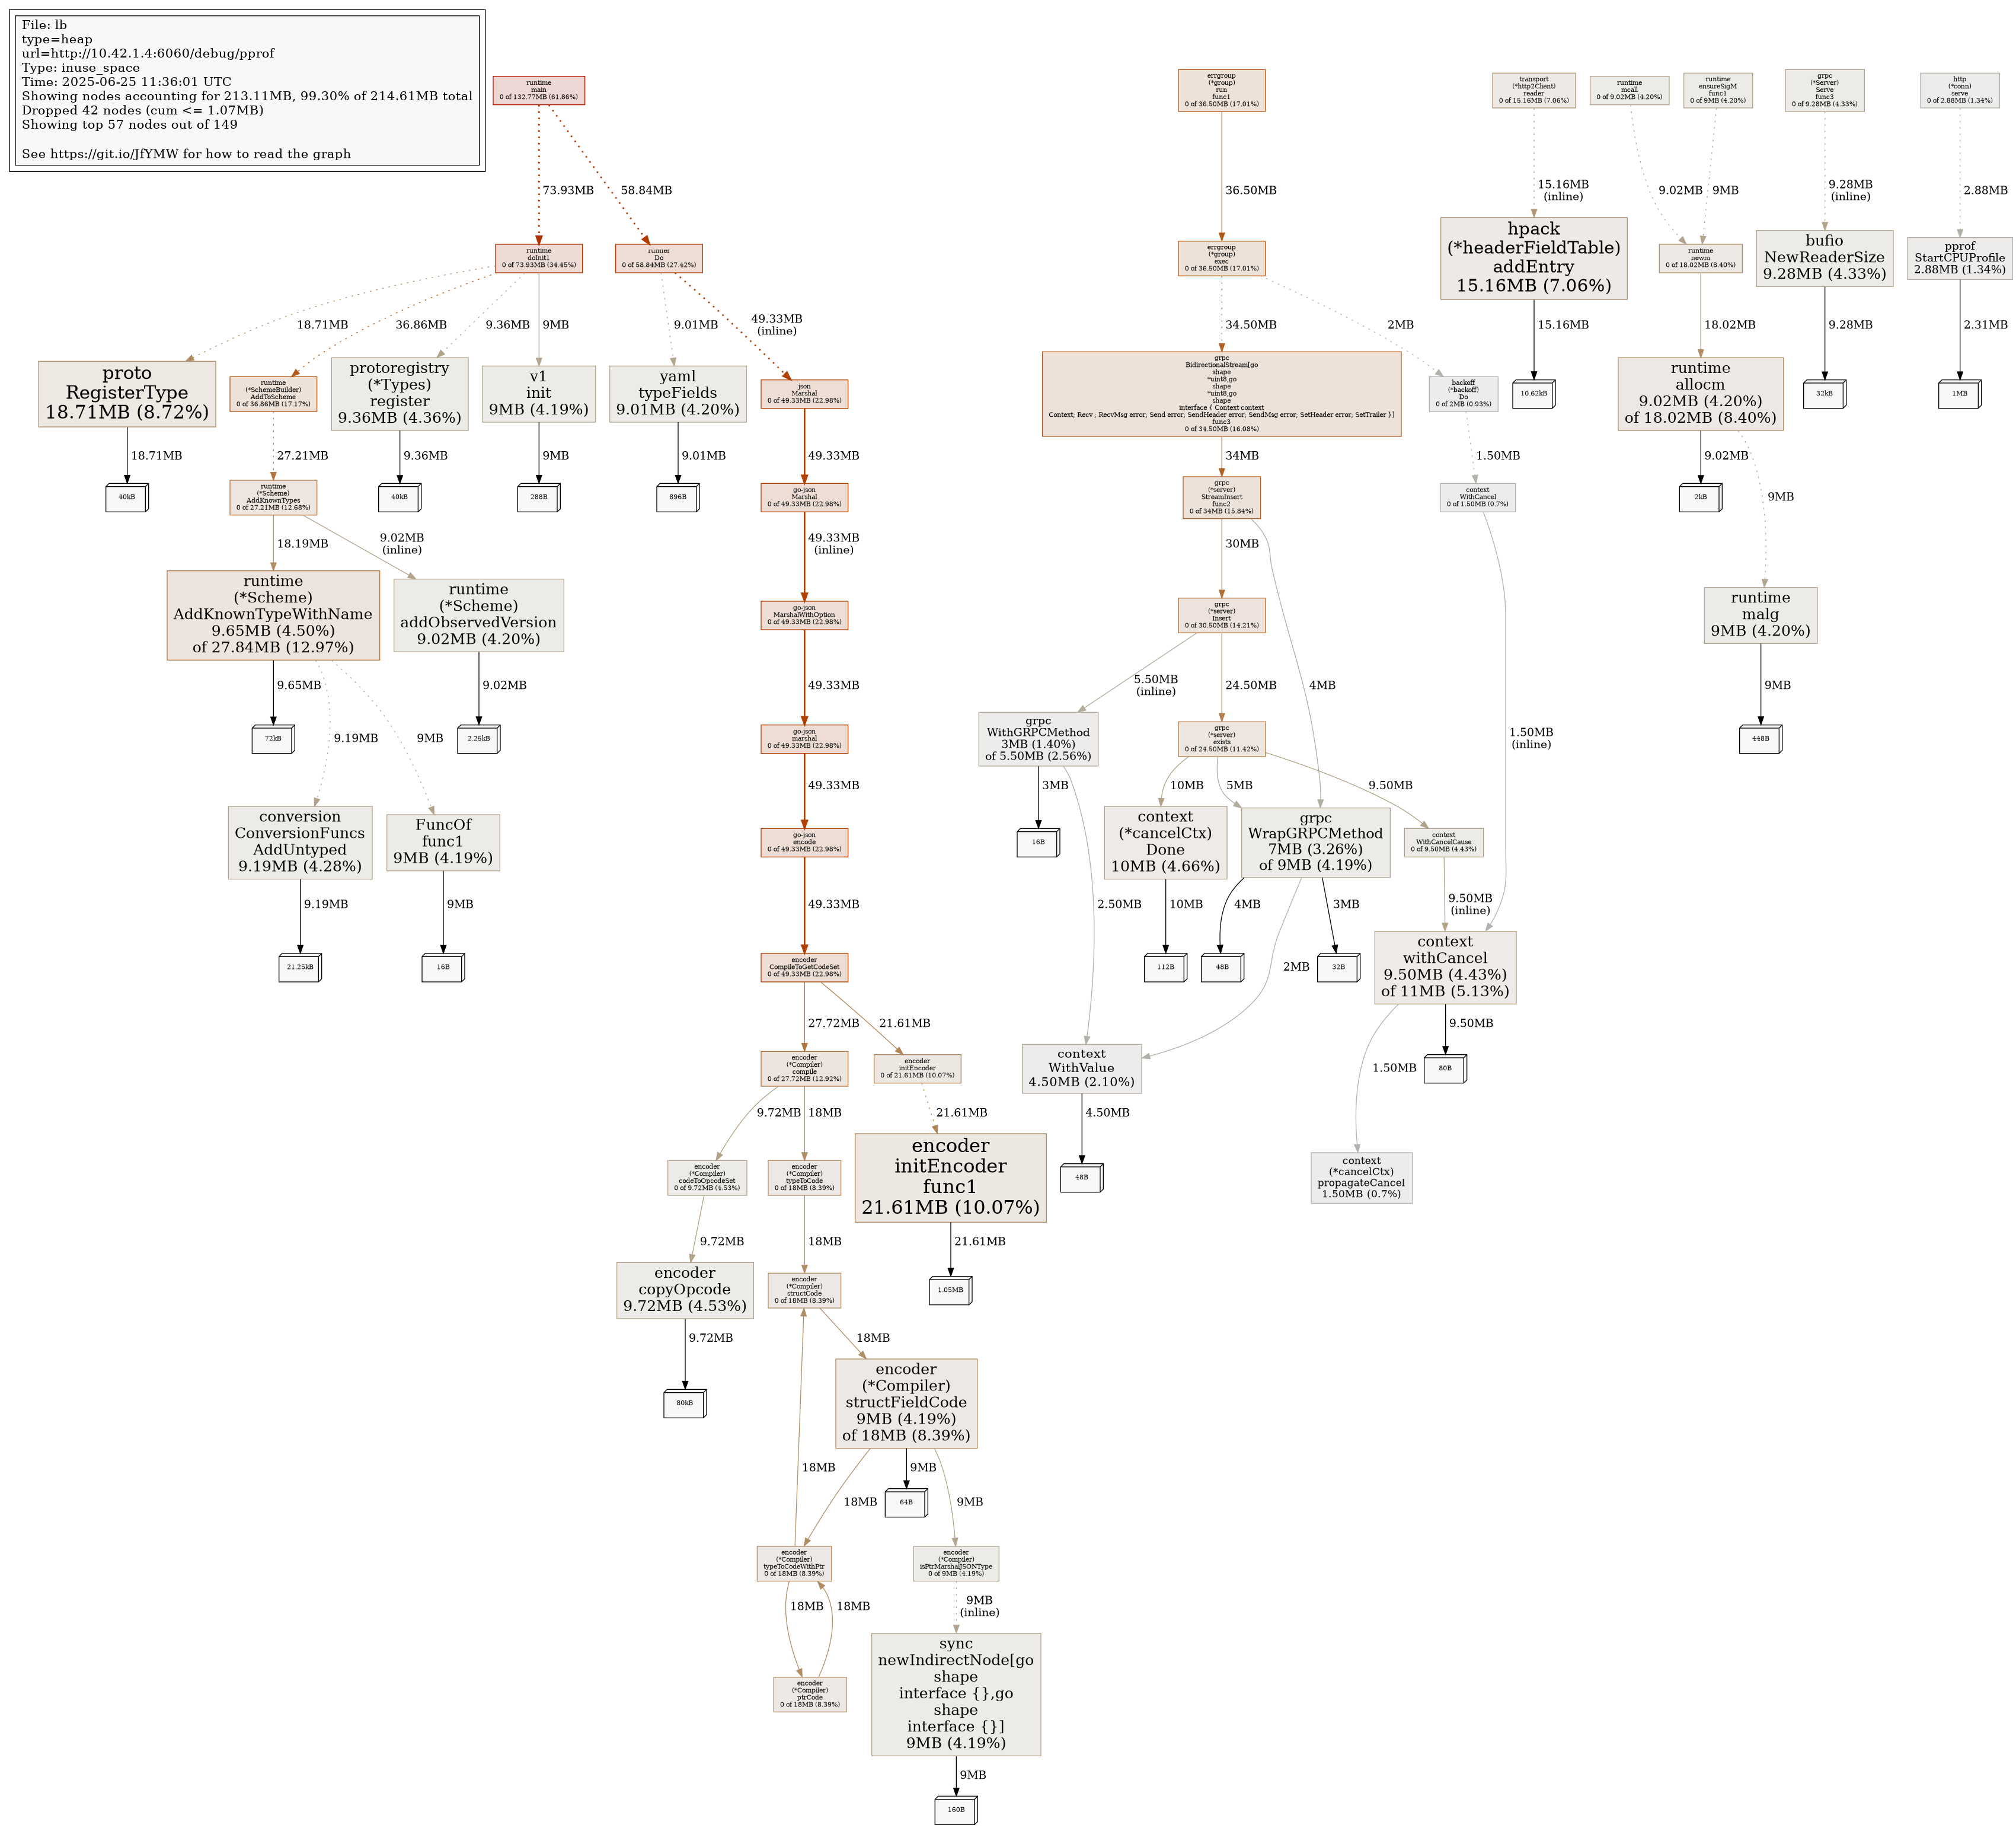 File: lb
type=heap
url=http://10.42.1.4:6060/debug/pprof
Type: inuse_space
Time: 2025-06-25 11:36:01 UTC
Showing nodes accounting for 213.11MB, 99.30% of 214.61MB total
Dropped 42 nodes (cum <= 1.07MB)
Showing top 57 nodes out of 149
See https://git.io/JfYMW for how to read the graph
runtime
main
0 of 132.77MB (61.86%)
errgroup
(*group)
run
func1
0 of 36.50MB (17.01%)
transport
(*http2Client)
reader
0 of 15.16MB (7.06%)
runtime
mcall
0 of 9.02MB (4.20%)
runtime
ensureSigM
func1
0 of 9MB (4.20%)
grpc
(*Server)
Serve
func3
0 of 9.28MB (4.33%)
http
(*conn)
serve
0 of 2.88MB (1.34%)
73.93MB
58.84MB
36.50MB
15.16MB
(inline)
9.02MB
9MB
9.28MB
(inline)
2.88MB
runtime
doInit1
0 of 73.93MB (34.45%)
runner
Do
0 of 58.84MB (27.42%)
errgroup
(*group)
exec
0 of 36.50MB (17.01%)
hpack
(*headerFieldTable)
addEntry
15.16MB (7.06%)
runtime
newm
0 of 18.02MB (8.40%)
bufio
NewReaderSize
9.28MB (4.33%)
pprof
StartCPUProfile
2.88MB (1.34%)
18.71MB
36.86MB
9.36MB
9MB
9.01MB
49.33MB
(inline)
34.50MB
2MB
15.16MB
18.02MB
9.28MB
2.31MB
proto
RegisterType
18.71MB (8.72%)
runtime
(*SchemeBuilder)
AddToScheme
0 of 36.86MB (17.17%)
protoregistry
(*Types)
register
9.36MB (4.36%)
v1
init
9MB (4.19%)
yaml
typeFields
9.01MB (4.20%)
json
Marshal
0 of 49.33MB (22.98%)
grpc
BidirectionalStream[go
shape
*uint8,go
shape
*uint8,go
shape
interface { Context context
Context; Recv ; RecvMsg error; Send error; SendHeader error; SendMsg error; SetHeader error; SetTrailer }]
func3
0 of 34.50MB (16.08%)
backoff
(*backoff)
Do
0 of 2MB (0.93%)
10.62kB
runtime
allocm
9.02MB (4.20%)
of 18.02MB (8.40%)
32kB
1MB
18.71MB
27.21MB
9.36MB
9MB
9.01MB
49.33MB
34MB
1.50MB
9.02MB
9MB
40kB
runtime
(*Scheme)
AddKnownTypes
0 of 27.21MB (12.68%)
40kB
288B
896B
go-json
Marshal
0 of 49.33MB (22.98%)
grpc
(*server)
StreamInsert
func2
0 of 34MB (15.84%)
context
WithCancel
0 of 1.50MB (0.7%)
2kB
18.19MB
9.02MB
(inline)
49.33MB
(inline)
30MB
runtime
(*Scheme)
AddKnownTypeWithName
9.65MB (4.50%)
of 27.84MB (12.97%)
runtime
(*Scheme)
addObservedVersion
9.02MB (4.20%)
go-json
MarshalWithOption
0 of 49.33MB (22.98%)
grpc
(*server)
Insert
0 of 30.50MB (14.21%)
runtime
malg
9MB (4.20%)
9.65MB
9.02MB
49.33MB
5.50MB
(inline)
24.50MB
4MB
9MB
72kB
9.19MB
9MB
2.25kB
go-json
marshal
0 of 49.33MB (22.98%)
grpc
WithGRPCMethod
3MB (1.40%)
of 5.50MB (2.56%)
grpc
(*server)
exists
0 of 24.50MB (11.42%)
1.50MB
(inline)
448B
49.33MB
3MB
10MB
5MB
9.50MB
conversion
ConversionFuncs
AddUntyped
9.19MB (4.28%)
FuncOf
func1
9MB (4.19%)
go-json
encode
0 of 49.33MB (22.98%)
16B
context
(*cancelCtx)
Done
10MB (4.66%)
grpc
WrapGRPCMethod
7MB (3.26%)
of 9MB (4.19%)
context
WithCancelCause
0 of 9.50MB (4.43%)
9.19MB
9MB
49.33MB
2.50MB
10MB
4MB
3MB
9.50MB
(inline)
21.25kB
16B
encoder
CompileToGetCodeSet
0 of 49.33MB (22.98%)
112B
48B
2MB
32B
context
withCancel
9.50MB (4.43%)
of 11MB (5.13%)
27.72MB
21.61MB
9.50MB
encoder
(*Compiler)
compile
0 of 27.72MB (12.92%)
encoder
initEncoder
0 of 21.61MB (10.07%)
context
WithValue
4.50MB (2.10%)
1.50MB
80B
9.72MB
18MB
21.61MB
4.50MB
encoder
(*Compiler)
codeToOpcodeSet
0 of 9.72MB (4.53%)
encoder
(*Compiler)
typeToCode
0 of 18MB (8.39%)
encoder
initEncoder
func1
21.61MB (10.07%)
48B
context
(*cancelCtx)
propagateCancel
1.50MB (0.7%)
9.72MB
18MB
21.61MB
encoder
copyOpcode
9.72MB (4.53%)
encoder
(*Compiler)
structCode
0 of 18MB (8.39%)
1.05MB
9.72MB
18MB
80kB
encoder
(*Compiler)
structFieldCode
9MB (4.19%)
of 18MB (8.39%)
18MB
18MB
9MB
9MB
64B
encoder
(*Compiler)
typeToCodeWithPtr
0 of 18MB (8.39%)
encoder
(*Compiler)
isPtrMarshalJSONType
0 of 9MB (4.19%)
18MB
18MB
9MB
(inline)
encoder
(*Compiler)
ptrCode
0 of 18MB (8.39%)
sync
newIndirectNode[go
shape
interface {},go
shape
interface {}]
9MB (4.19%)
9MB
160B